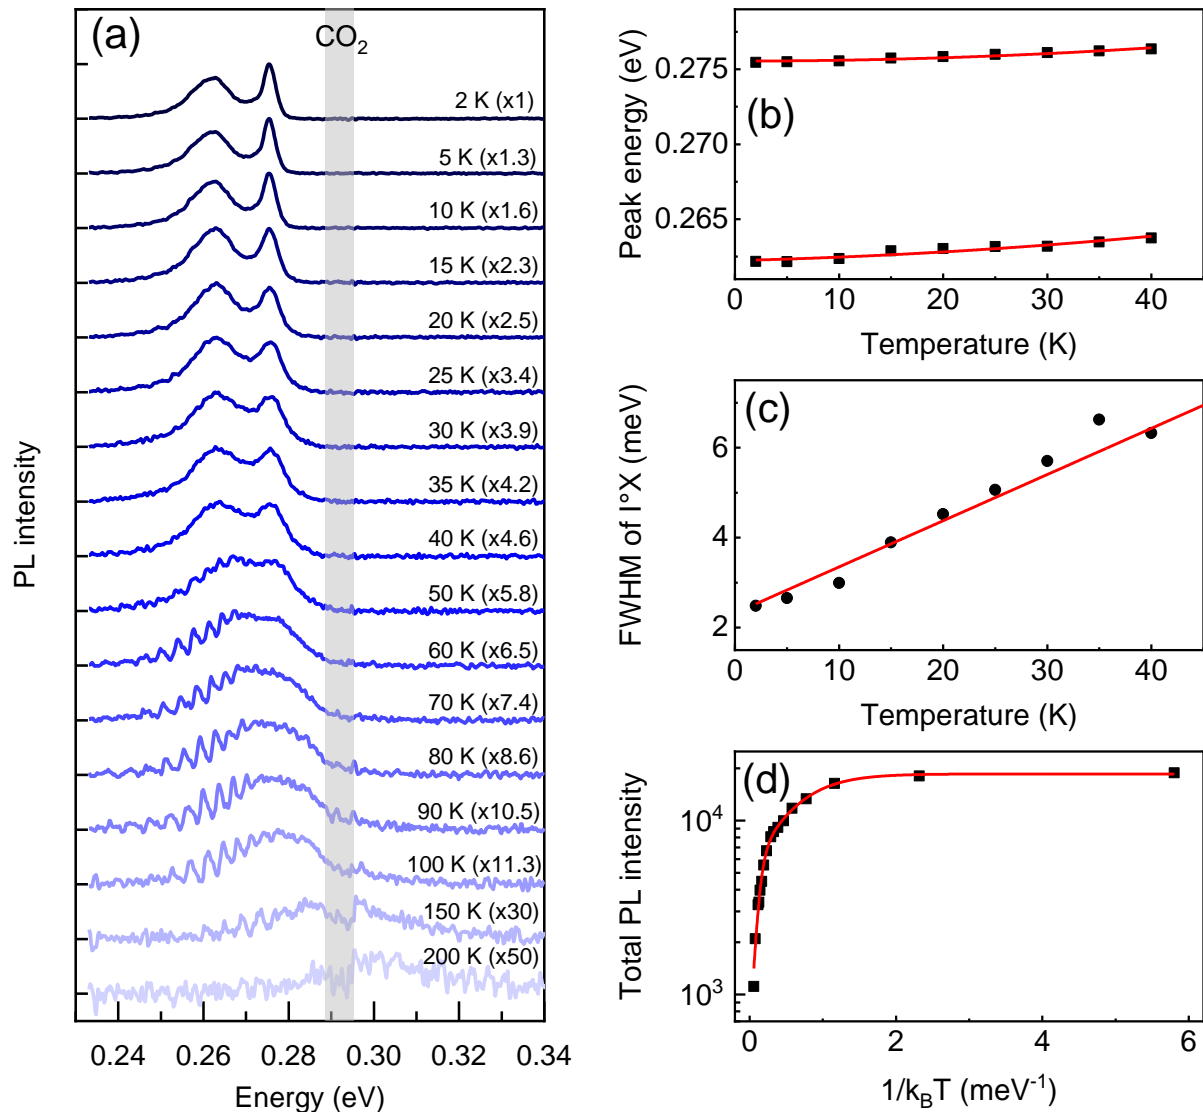 (a)
CO2
2 K (x1)
5 K (x1.3)
10 K (x1.6)
15 K (x2.3)
20 K (x2.5)
25 K (x3.4)
30 K (x3.9)
35 K (x4.2)
40 K (x4.6)
50 K (x5.8)
60 K (x6.5)
70 K (x7.4)
80 K (x8.6)
90 K (x10.5)
100 K (x11.3)
150 K (x30)
200 K (x50)
PL intensity
0.24 0.26 0.28 0.30 0.32 0.34
Energy (eV)
(b)
Peak energy (eV)
0.275
0.270
0.265
0 10 20 30 40
Temperature (K)
(c)
FWHM of I°X (meV)
6
4
2
0 10 20 30 40
Temperature (K)
(d)
Total PL intensity
10⁴
10³
0 2 4 6
1/kBT (meV⁻¹)